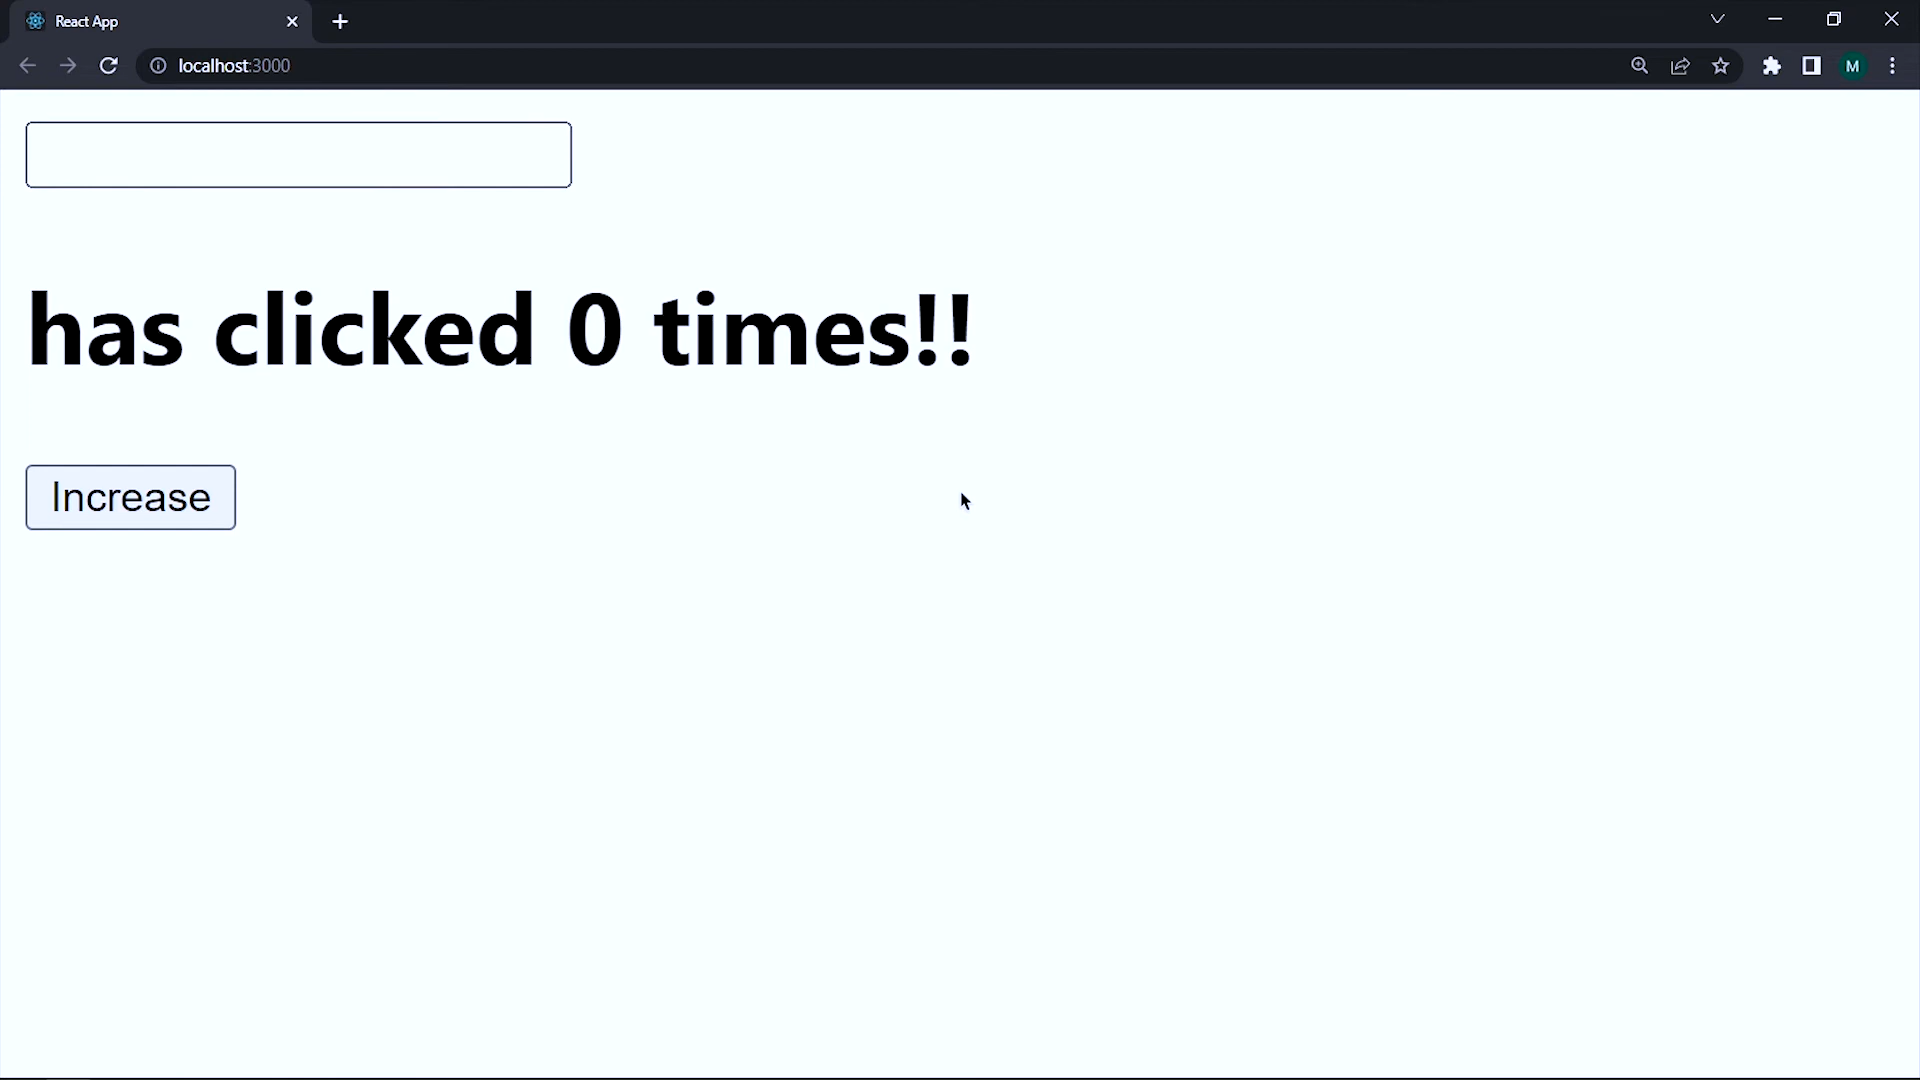 React App
localhost:3000
M
has clicked 0 times!!
Increase